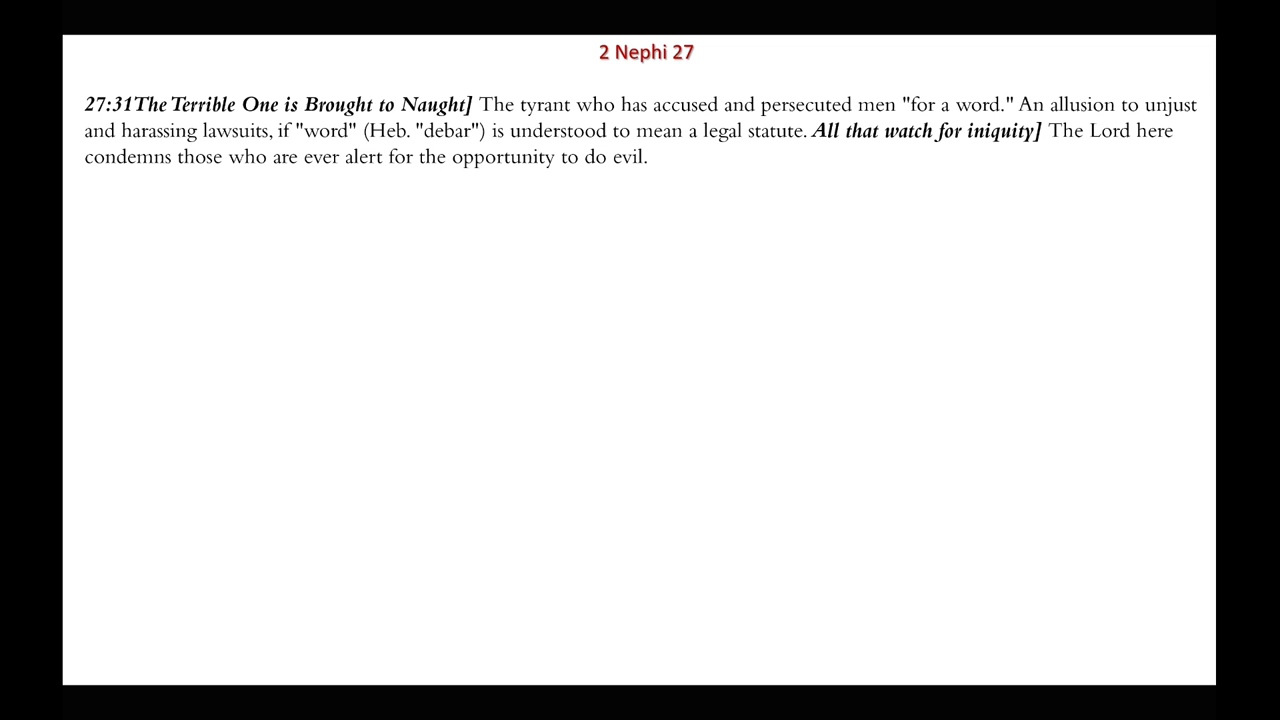 2 Nephi 27
27:31The Terrible One is Brought to Naught] The tyrant who has accused and persecuted men "for a word." An allusion to unjust
and harassing lawsuits, if "word" (Heb. "debar") is understood to mean a legal statute. All that watch for iniquity] The Lord here
condemns those who are ever alert for the opportunity to do evil.